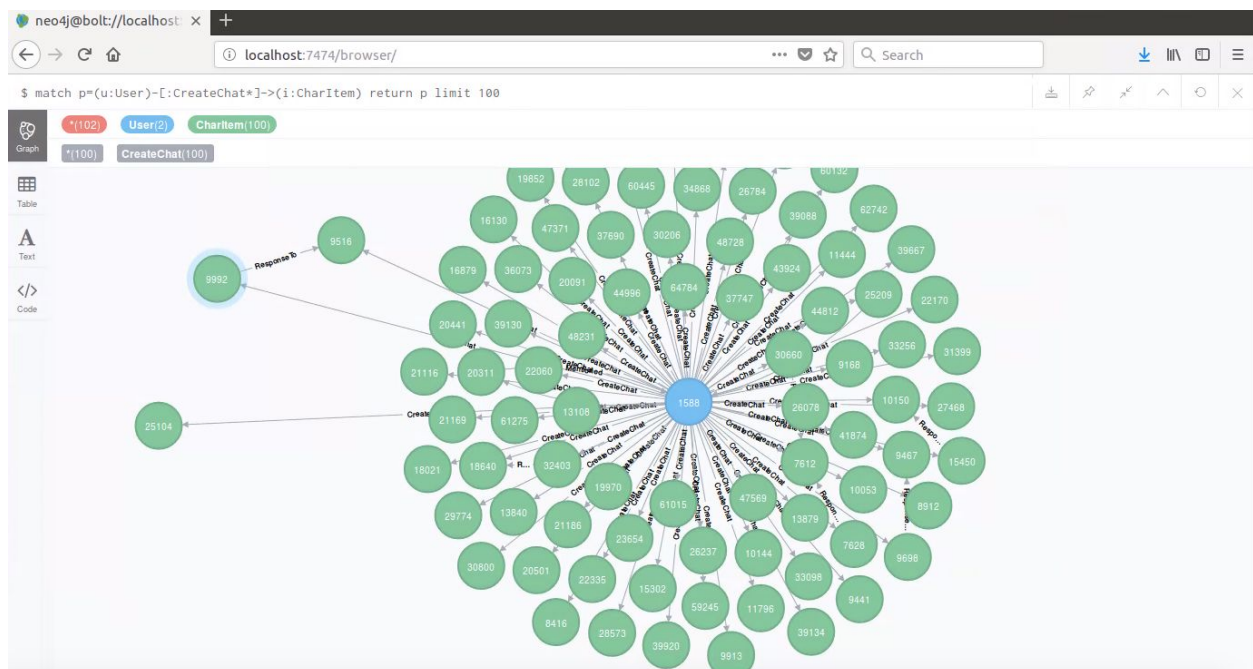 neo4j@bolt://localhost: × +
localhost:7474/browser/
Search
$ match p=(u:User)-[:CreateChat*]->(i:CharItem) return p limit 100
Graph
*(102) User(2) CharItem(100)
*(100) CreateChat(100)
Table
Text
Code
19852 28102 60445 34868 26784 60132
16130 47371 37690 30206 48728 39088 62742
9516
9992 ResponseTo
16879 36073 20091 44996 64784 37747 43924 11444 39667
20441 39130 48231 44812 25209 22170
21116 20311 22060 30660 9168 33256 31399
25104
21169 61275 13108 CreateChat 1588 CreateChat 26078 10150 27468
18021 18640 R... 32403 7612 41874 9467 15450
Respo...
29774 13840 19970 61015 47569 10053 8912
21186 13879 Respon...
30800 20501 23654 26237 10144 7628 9698
22335 15302 59245 11796 33098 9441
8416 28573 39920 9913 39134